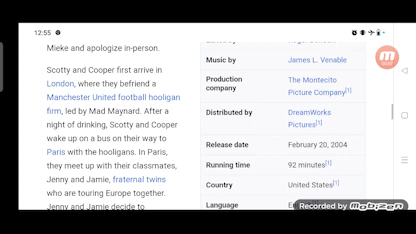 12:55
Mieke and apologize in-person.
Scotty and Cooper first arrive in
London, where they befriend a
Manchester United football hooligan
firm, led by Mad Maynard. After a
night of drinking, Scotty and Cooper
wake up on a bus on their way to
Paris with the hooligans. In Paris,
they meet up with their classmates,
Jenny and Jamie, fraternal twins
who are touring Europe together.
Jenny and Jamie decide to
Music by James L. Venable
Production company The Montecito
Picture Company[1]
Distributed by DreamWorks
Pictures[1]
Release date February 20, 2004
Running time 92 minutes[1]
Country United States[1]
Language
Recorded by Mobizen